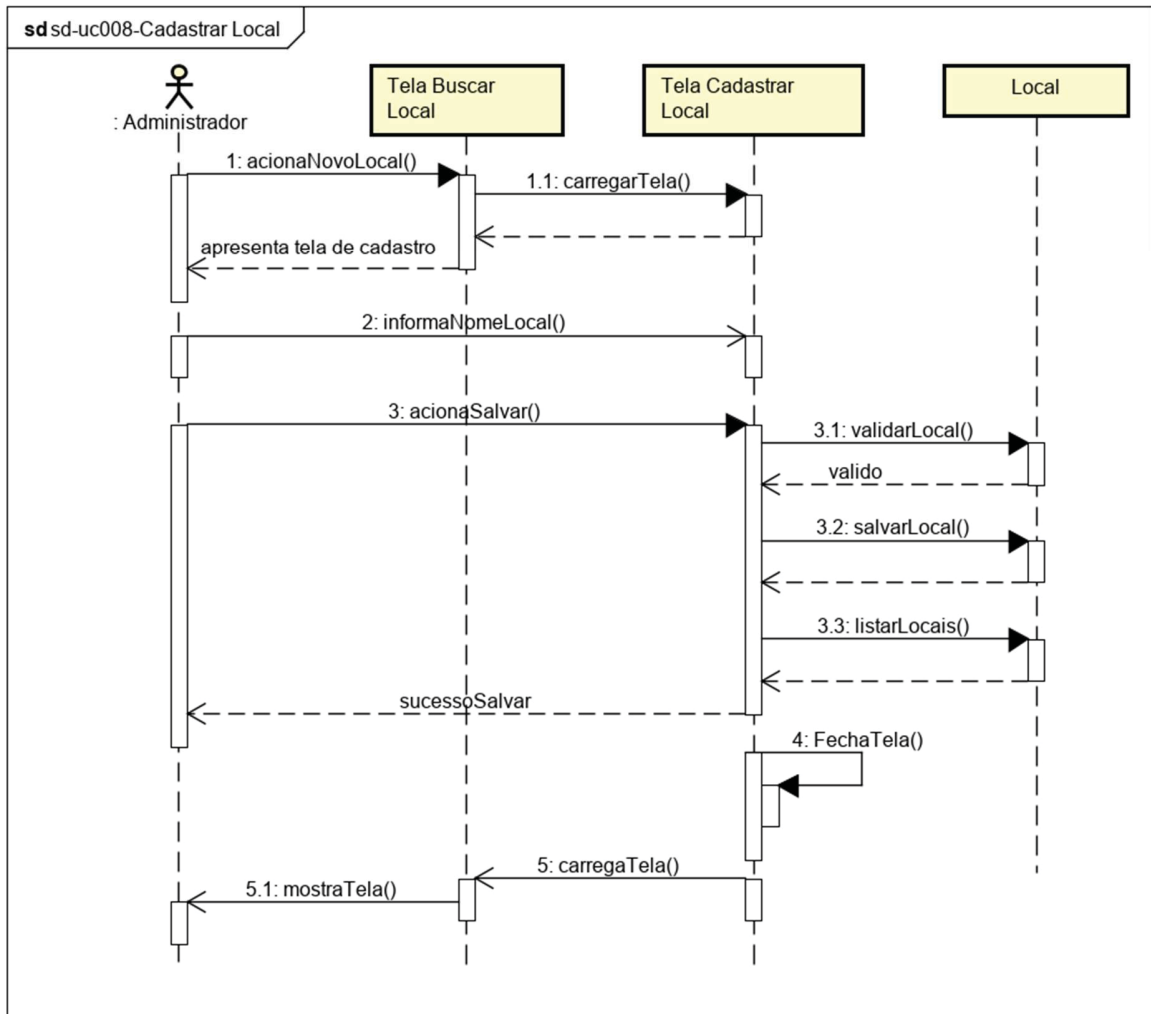 sd sd-uc008-Cadastrar Local
: Administrador
Tela Buscar
Local
Tela Cadastrar
Local
Local
1: acionaNovoLocal()
1.1: carregarTela()
apresenta tela de cadastro
2: informaNomeLocal()
3: acionaSalvar()
3.1: validarLocal()
valido
3.2: salvarLocal()
3.3: listarLocais()
sucessoSalvar
4: FechaTela()
5: carregaTela()
5.1: mostraTela()